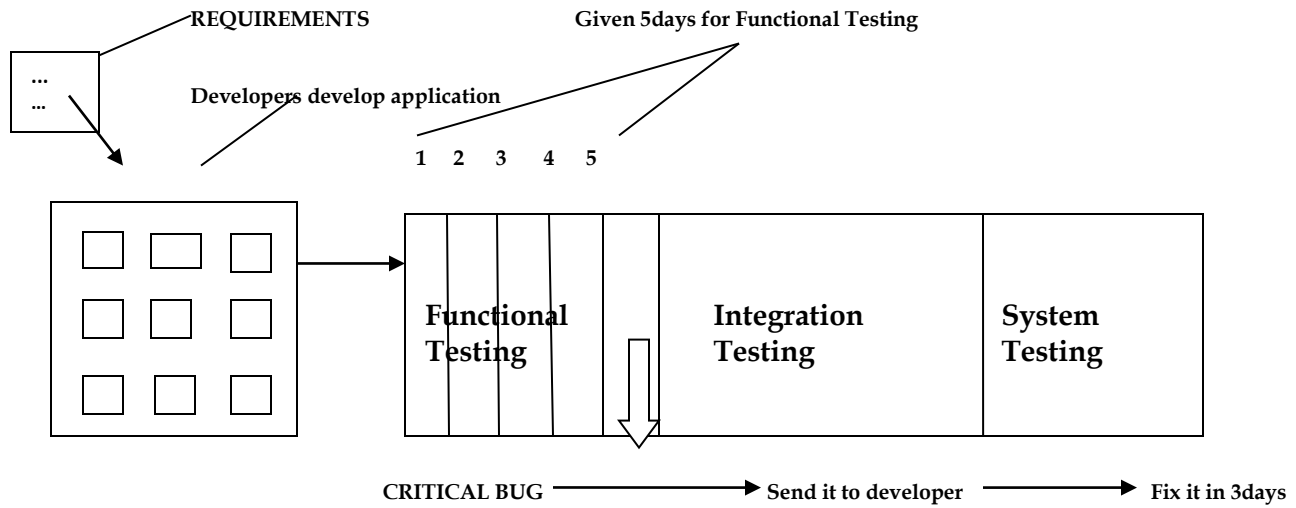 REQUIREMENTS
Given 5days for Functional Testing
...
...
Developers develop application
1 2 3 4 5
Functional
Testing
Integration
Testing
System
Testing
CRITICAL BUG
Send it to developer
Fix it in 3days